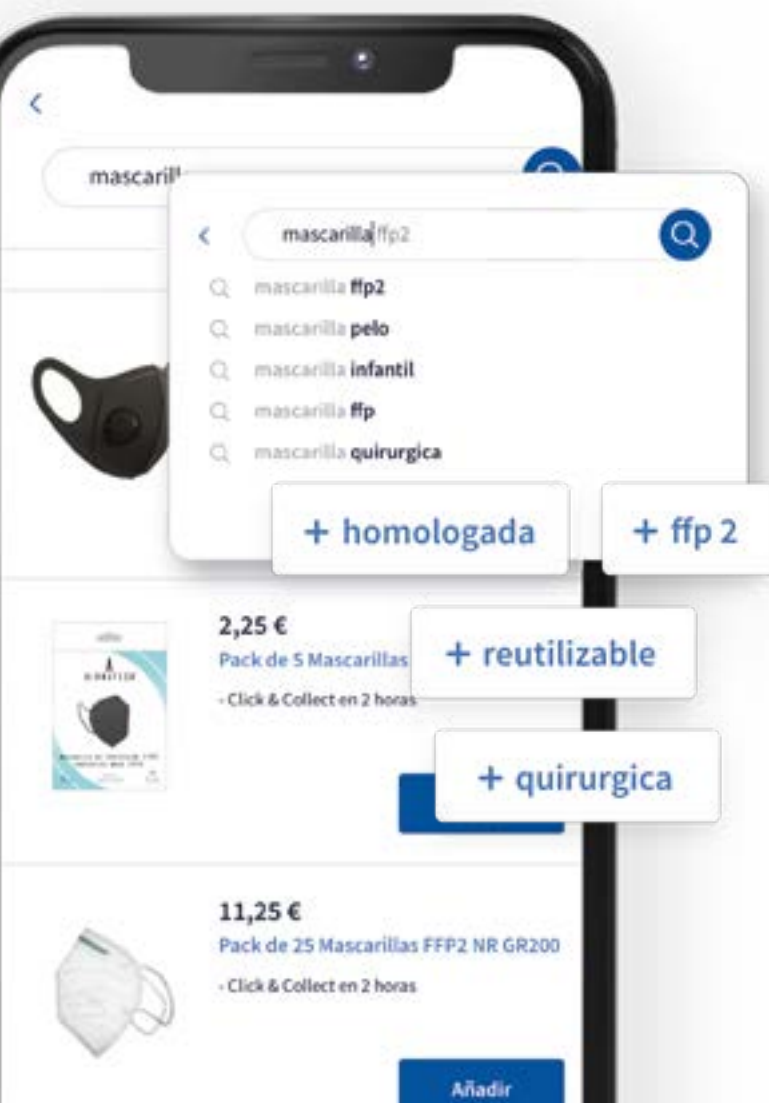 mascarill
mascarilla ffp2
mascarilla ffp2
mascarilla pelo
mascarilla infantil
mascarilla ffp
mascarilla quirurgica
+ homologada
+ ffp 2
2,25 €
Pack de 5 Mascarillas
+ reutilizable
- Click & Collect en 2 horas
+ quirurgica
11,25 €
Pack de 25 Mascarillas FFP2 NR GR200
- Click & Collect en 2 horas
Añadir